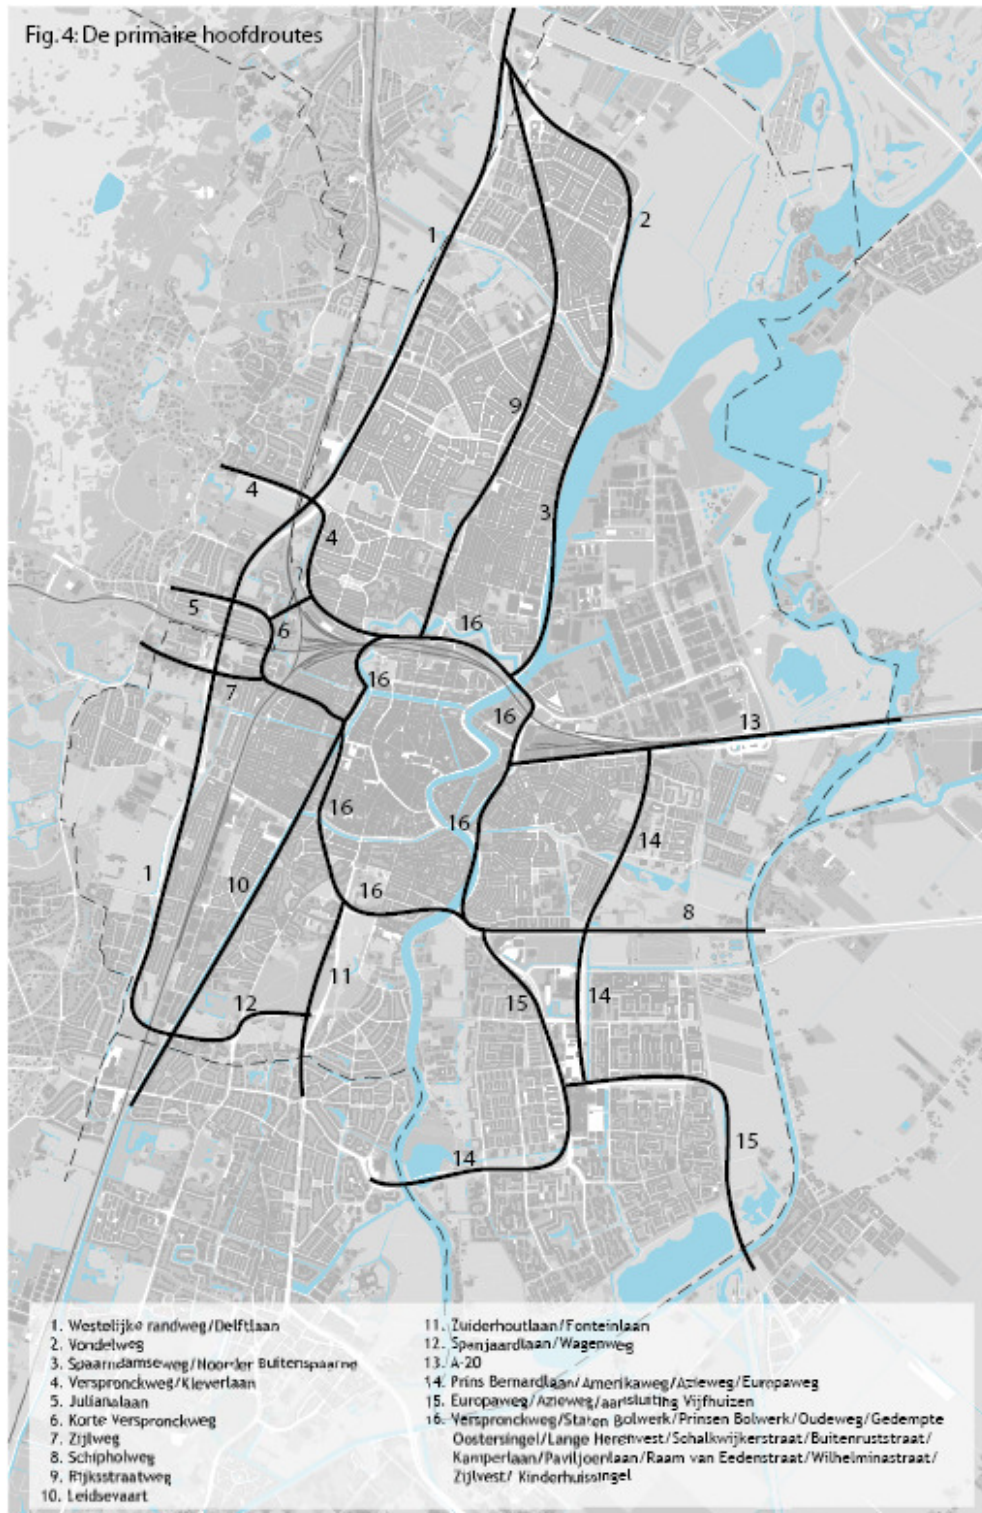 Fig. 4: De primaire hoofdroutes
1
2
9
4
3
4
5
6
16
7
16
16
13
16
16
14
1
10
16
8
11
12
15
14
15
14
1. Westelijke randweg/Delftlaan
2. Vondelweg
3. Spaarndamseweg/Noorder Buitenspaarne
4. Verspronckweg/Kleverlaan
5. Julianalaan
6. Korte Verspronckweg
7. Zijlweg
8. Schipholweg
9. Rijksstraatweg
10. Leidsevaart
11. Zuiderhoutlaan/Fonteinlaan
12. Spanjaardlaan/Wagenweg
13. A-20
14. Prins Bernardlaan/Amerikaweg/Azieweg/Europaweg
15. Europaweg/Azieweg/aansluiting Vijfhuizen
16. Verspronckweg/Staten Bolwerk/Prinsen Bolwerk/Oudeweg/Gedempte
Oostersingel/Lange Herenvest/Schalkwijkerstraat/Buitenruststraat/
Kamperlaan/Paviljoenlaan/Raam van Eedenstraat/Wilhelminastraat/
Zijlvest/ Kinderhuissingel